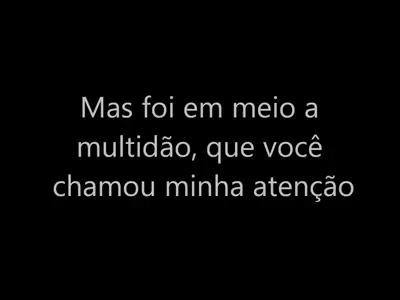 Mas foi em meio a
multidão, que você
chamou minha atenção